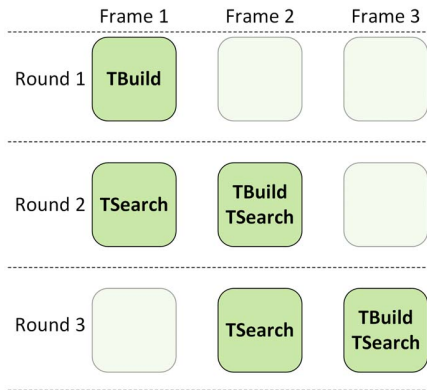 Frame 1 Frame 2 Frame 3
Round 1 TBuild
Round 2 TSearch TBuild
TSearch
Round 3 TSearch TBuild
TSearch